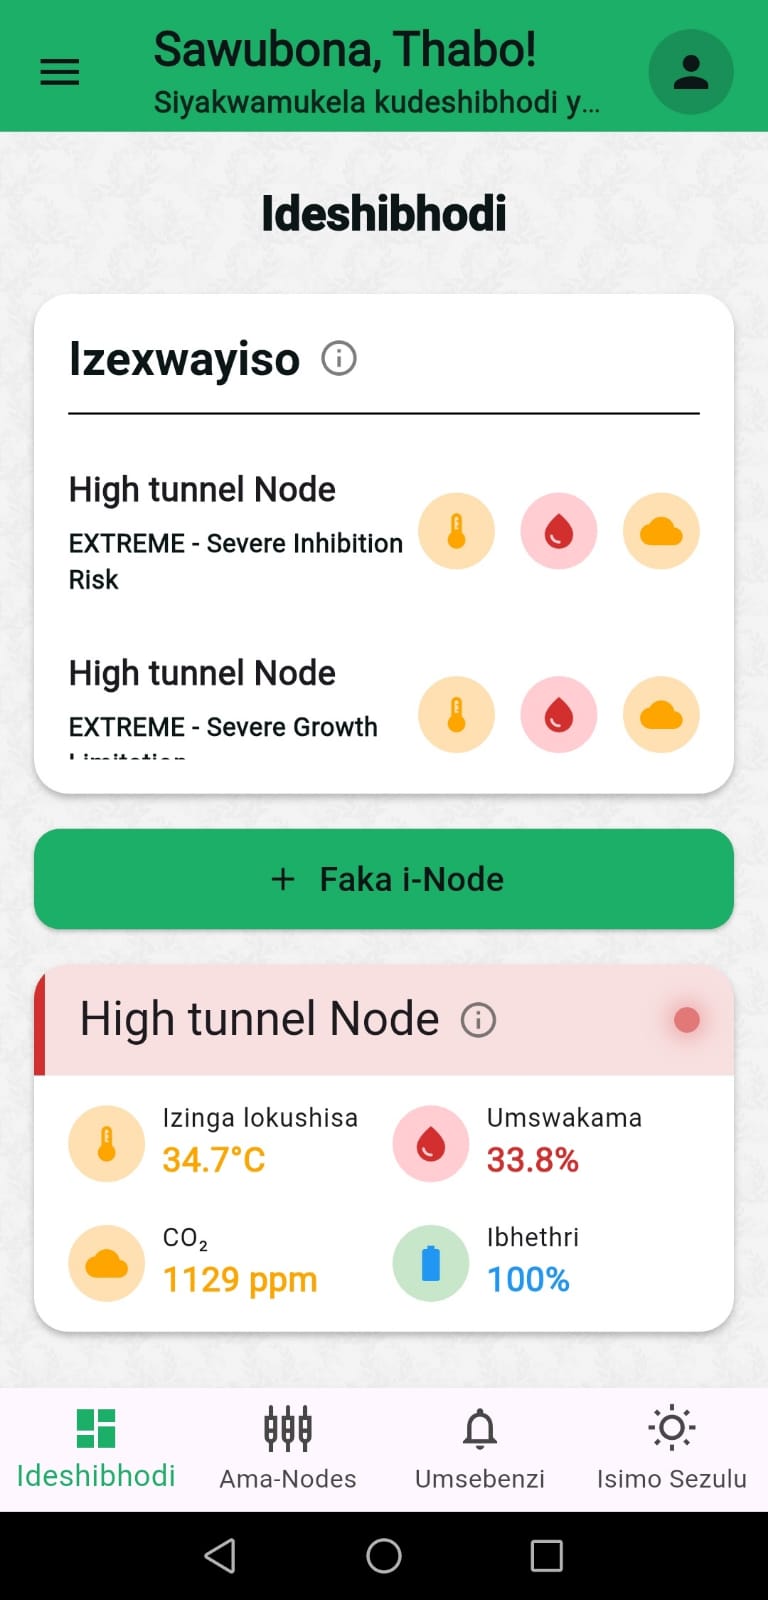 Sawubona, Thabo!
Siyakwamukela kudeshibhodi y...
Ideshibhodi
Izexwayiso
High tunnel Node
EXTREME - Severe Inhibition
Risk
High tunnel Node
EXTREME - Severe Growth
+ Faka i-Node
High tunnel Node
Izinga lokushisa
34.7°C
Umswakama
33.8%
CO₂
1129 ppm
Ibhethri
100%
Ideshibhodi
Ama-Nodes
Umsebenzi
Isimo Sezulu